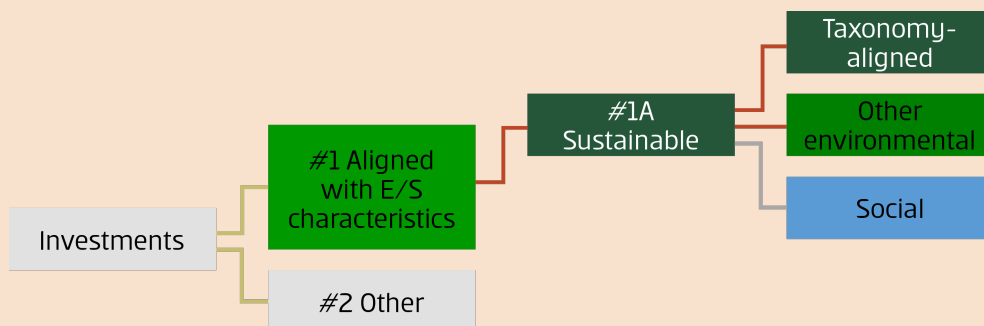 Taxonomy-
aligned
#1A
Sustainable
Other
environmental
#1 Aligned
with E/S
characteristics
Social
Investments
#2 Other